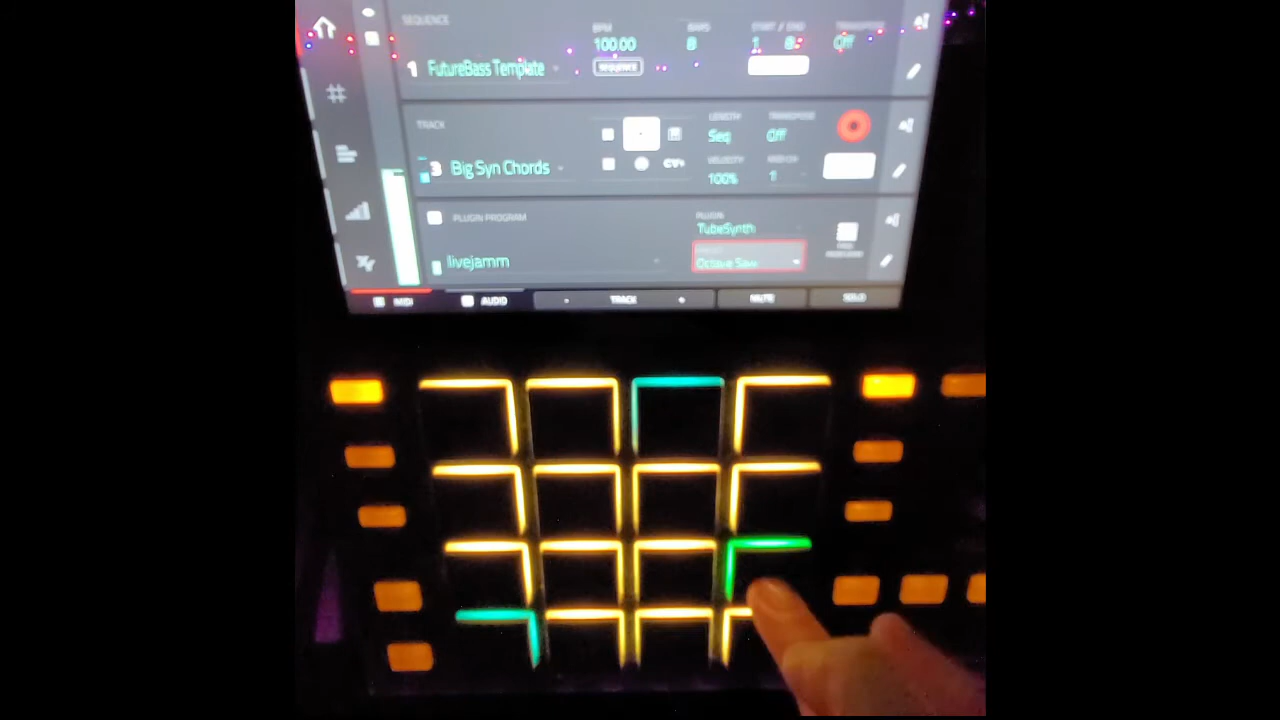 SEQUENCE
BPM BARS START / END TRANSPOSE
100.00 8 1 8 Off
1 FutureBass Template
SEQUENCE
TRACK
LENGTH TRANSPOSE
Seq Off
3 Big Syn Chords
CV
VELOCITY
100% 1
PLUGIN PROGRAM
PLUGIN
TubeSynth
livejamm
Octave Saw
MIDI AUDIO - TRACK + MUTE SOLO